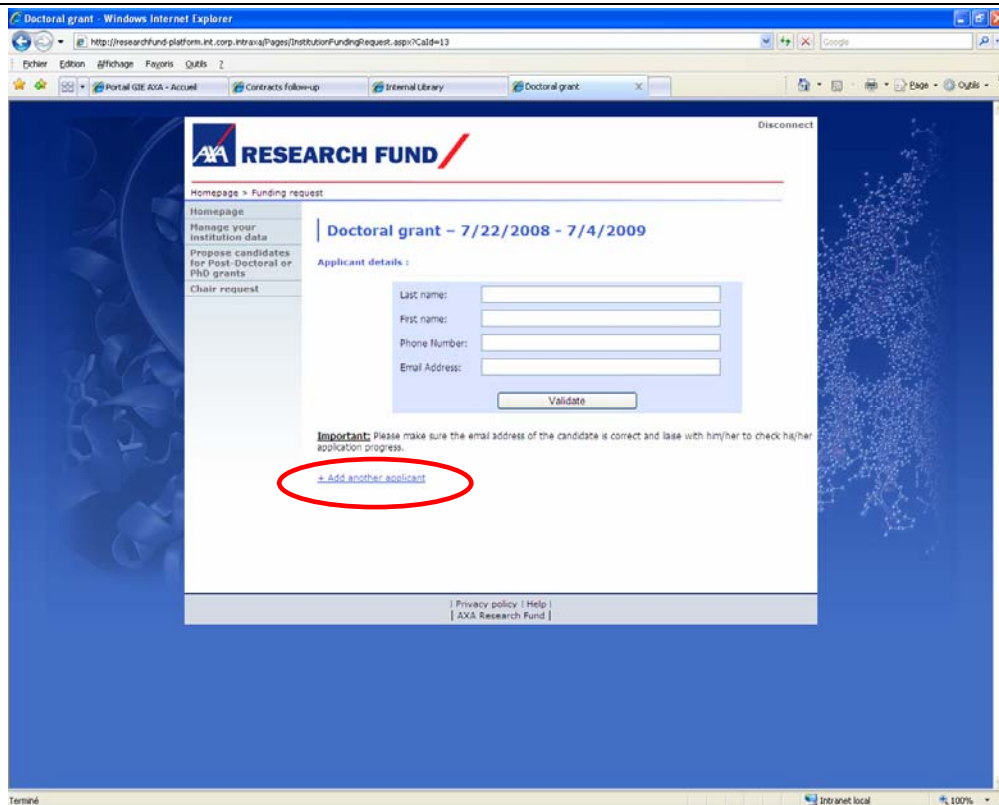 Doctoral grant - Windows Internet Explorer
http://researchfund-platform.int.corp.intraxa/Pages/InstitutionFundingRequest.aspx?CaId=13
Google
Fichier Edition Affichage Favoris Outils ?
Portail GIE AXA - Accueil Contracts follow-up Internal Library Doctoral grant X Page Outils
Disconnect
AXA RESEARCH FUND
Homepage > Funding request
Homepage
Manage your
institution data
Propose candidates
for Post-Doctoral or
PhD grants
Chair request
Doctoral grant – 7/22/2008 - 7/4/2009
Applicant details :
Last name:
First name:
Phone Number:
Email Address:
Validate
Important: Please make sure the email address of the candidate is correct and liase with him/her to check his/her
application progress.
+ Add another applicant
| Privacy policy | Help |
| AXA Research Fund |
Terminé Intranet local 100%